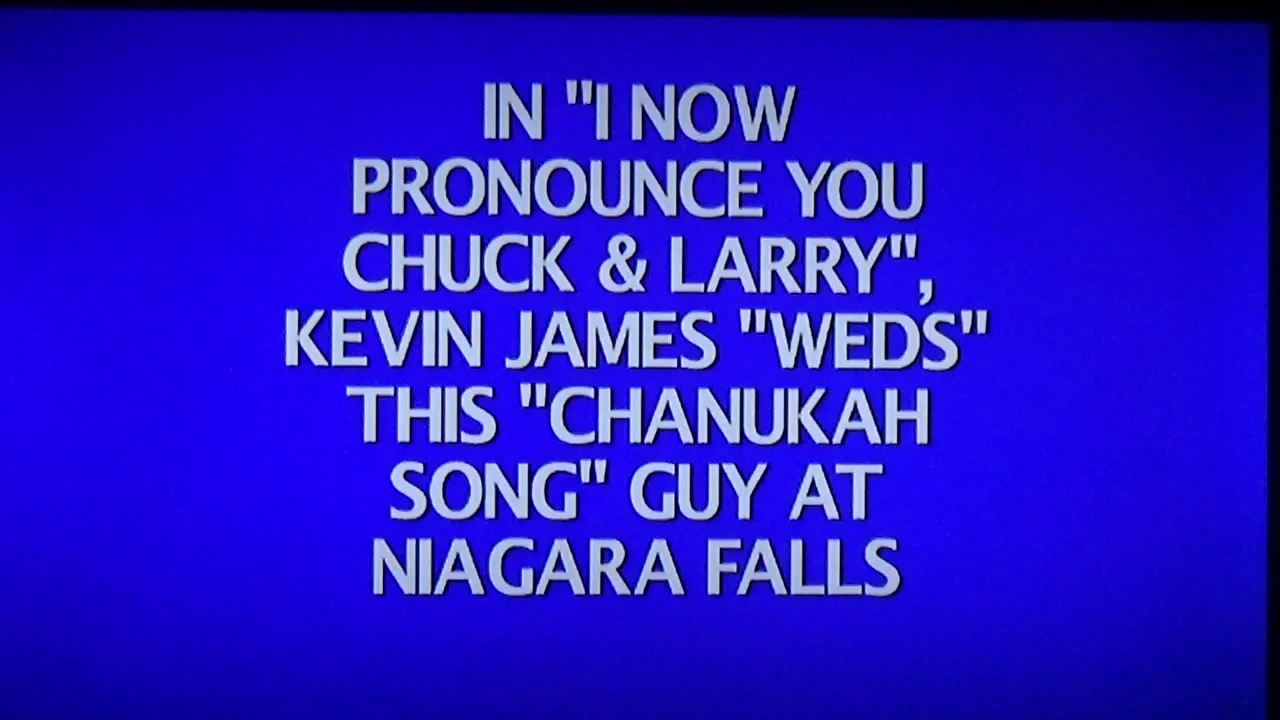 IN "I NOW
PRONOUNCE YOU
CHUCK & LARRY",
KEVIN JAMES "WEDS"
THIS "CHANUKAH
SONG" GUY AT
NIAGARA FALLS